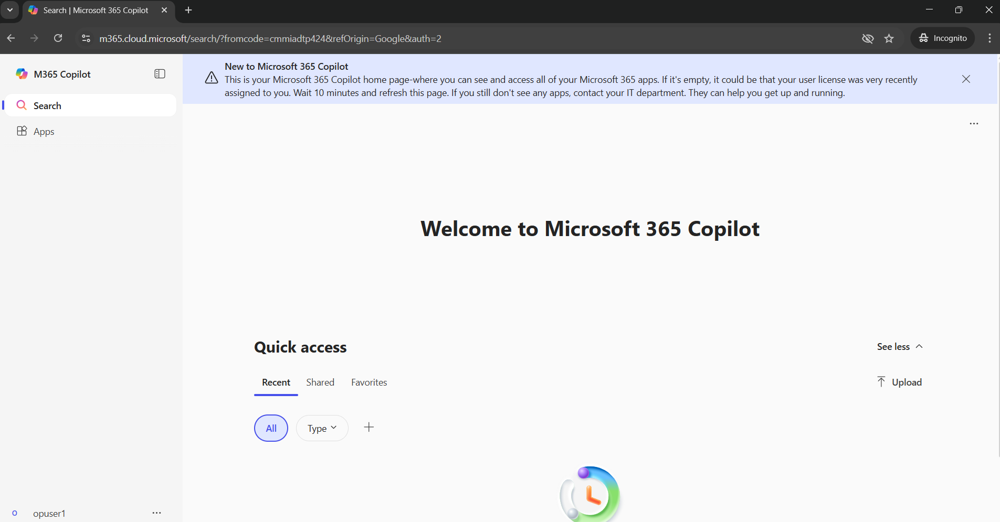 Search | Microsoft 365 Copilot
m365.cloud.microsoft/search/?fromcode=cmmiadtp424&refOrigin=Google&auth=2
Incognito
M365 Copilot
Search
Apps
New to Microsoft 365 Copilot
This is your Microsoft 365 Copilot home page-where you can see and access all of your Microsoft 365 apps. If it's empty, it could be that your user license was very recently
assigned to you. Wait 10 minutes and refresh this page. If you still don't see any apps, contact your IT department. They can help you get up and running.
Welcome to Microsoft 365 Copilot
Quick access
See less
Recent Shared Favorites
Upload
All Type
O opuser1